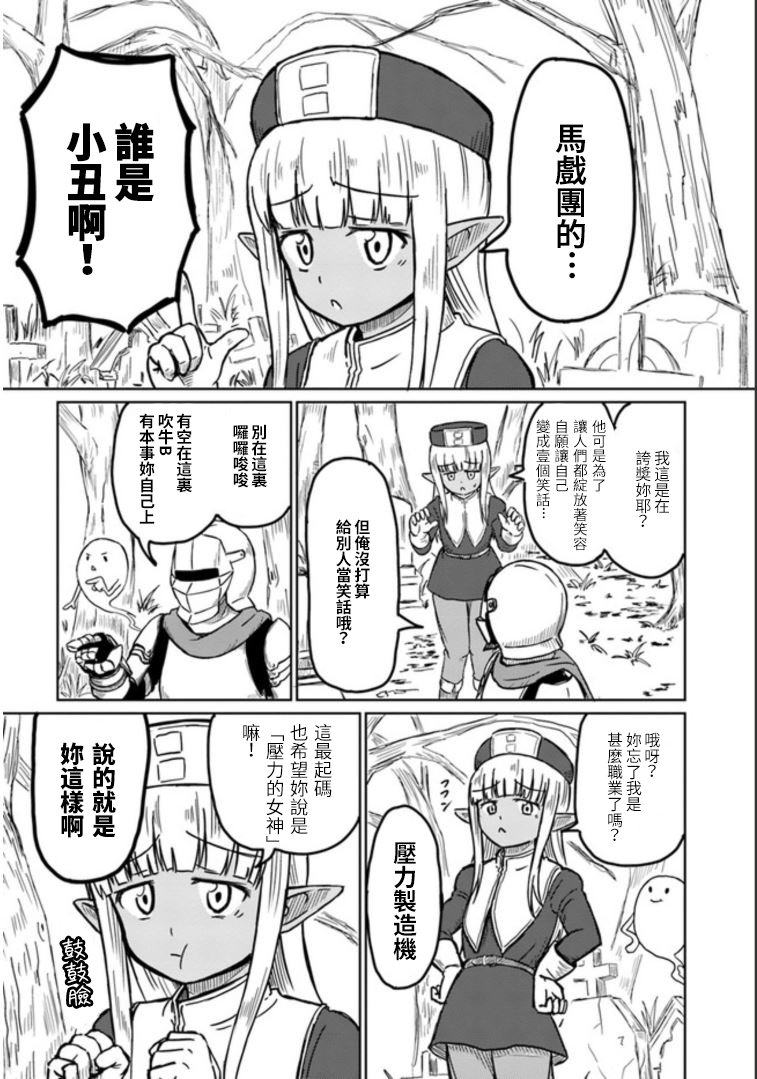 馬戲團的…
誰是
小丑啊！
我這是在
誇獎妳耶？
他可是為了
讓人們都綻放著笑容
自願讓自己
變成壹個笑話…
但俺沒打算
給別人當笑話哦？
別在這裏
囉囉唆唆
有空在這裏
吹牛B
有本事妳自己上
哦呀？
妳忘了我是
甚麼職業了嗎？
フフン
壓力製造機
這最起碼
也希望妳說是
「壓力的女神」
嘛！
說的就是
妳這樣啊
鼓鼓臉